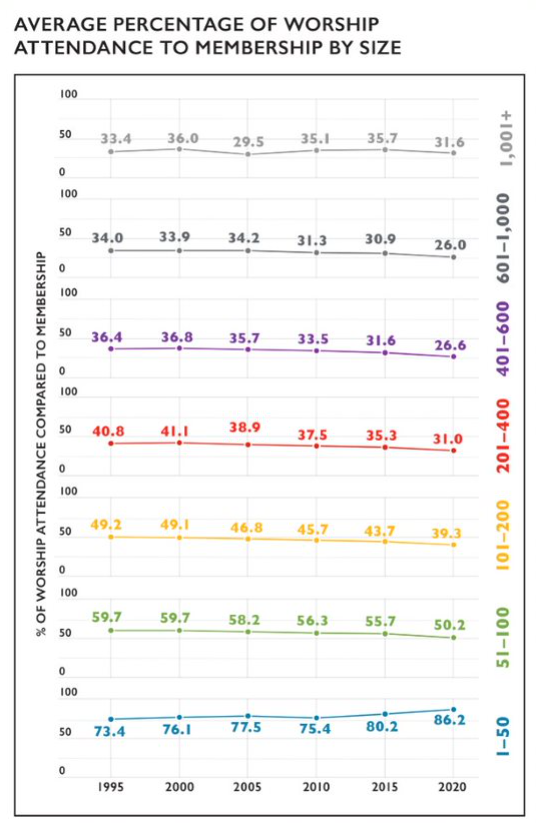 AVERAGE PERCENTAGE OF WORSHIP
ATTENDANCE TO MEMBERSHIP BY SIZE
% OF WORSHIP ATTENDANCE COMPARED TO MEMBERSHIP
100
50
0
33.4 36.0 29.5 35.1 35.7 31.6
1,001+
100
50
0
34.0 33.9 34.2 31.3 30.9 26.0
601–1,000
100
50
0
36.4 36.8 35.7 33.5 31.6 26.6
401–600
100
50
0
40.8 41.1 38.9 37.5 35.3 31.0
201–400
100
50
0
49.2 49.1 46.8 45.7 43.7 39.3
101–200
100
50
0
59.7 59.7 58.2 56.3 55.7 50.2
51–100
100
50
0
73.4 76.1 77.5 75.4 80.2 86.2
1–50
1995 2000 2005 2010 2015 2020